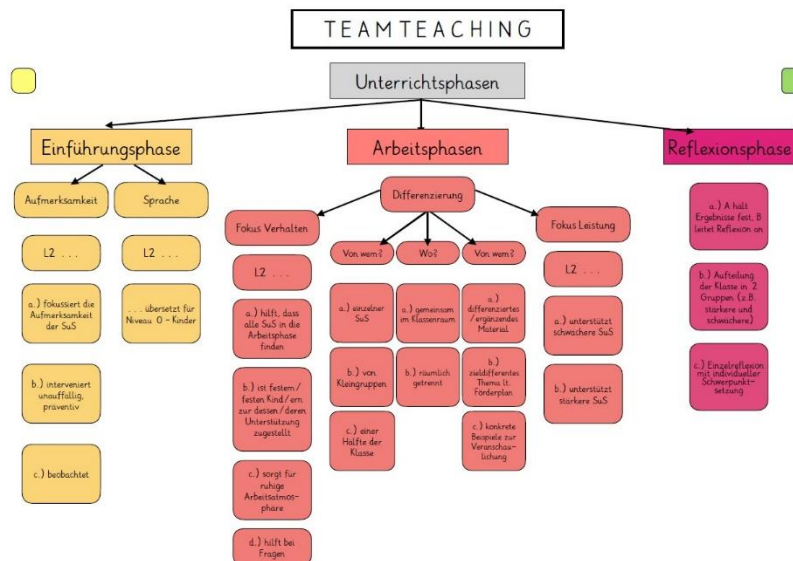 TEAMTEACHING
Unterrichtsphasen
Einführungsphase
Aufmerksamkeit
L2 ...
a.) fokussiert die
Aufmerksamkeit
der SuS
b.) interveniert
unauffällig,
präventiv
c.) beobachtet
Sprache
L2 ...
... übersetzt für
Niveau 0 - Kinder
Arbeitsphasen
Differenzierung
Fokus Verhalten
L2 ...
a.) hilft, dass
alle SuS in die
Arbeitsphase
finden
b.) ist festem/
festen Kind/ern
zur dessen/deren
Unterstützung
zugestellt
c.) sorgt für
ruhige
Arbeitsatmos-
phäre
d.) hilft bei
Fragen
Von wem?
a.) einzelner
SuS
b.) von
Kleingruppen
c.) einer
Hälfte der
Klasse
Wo?
a.) gemeinsam
im Klassenraum
b.) räumlich
getrennt
Von wem?
a.)
differenziertes
/ergänzendes
Material
b.)
zieldifferentes
Thema lt.
Förderplan
c.) konkrete
Beispiele zur
Veranschau-
lichung
Fokus Leistung
L2 ...
a.) unterstützt
schwächere SuS
b.) unterstützt
stärkere SuS
Reflexionsphase
a.) A hält
Ergebnisse fest, B
leitet Reflexion an
b.) Aufteilung
der Klasse in 2
Gruppen (z.B.
stärkere und
schwächere)
c.) Einzelreflexion
mit individueller
Schwerpunkt-
setzung